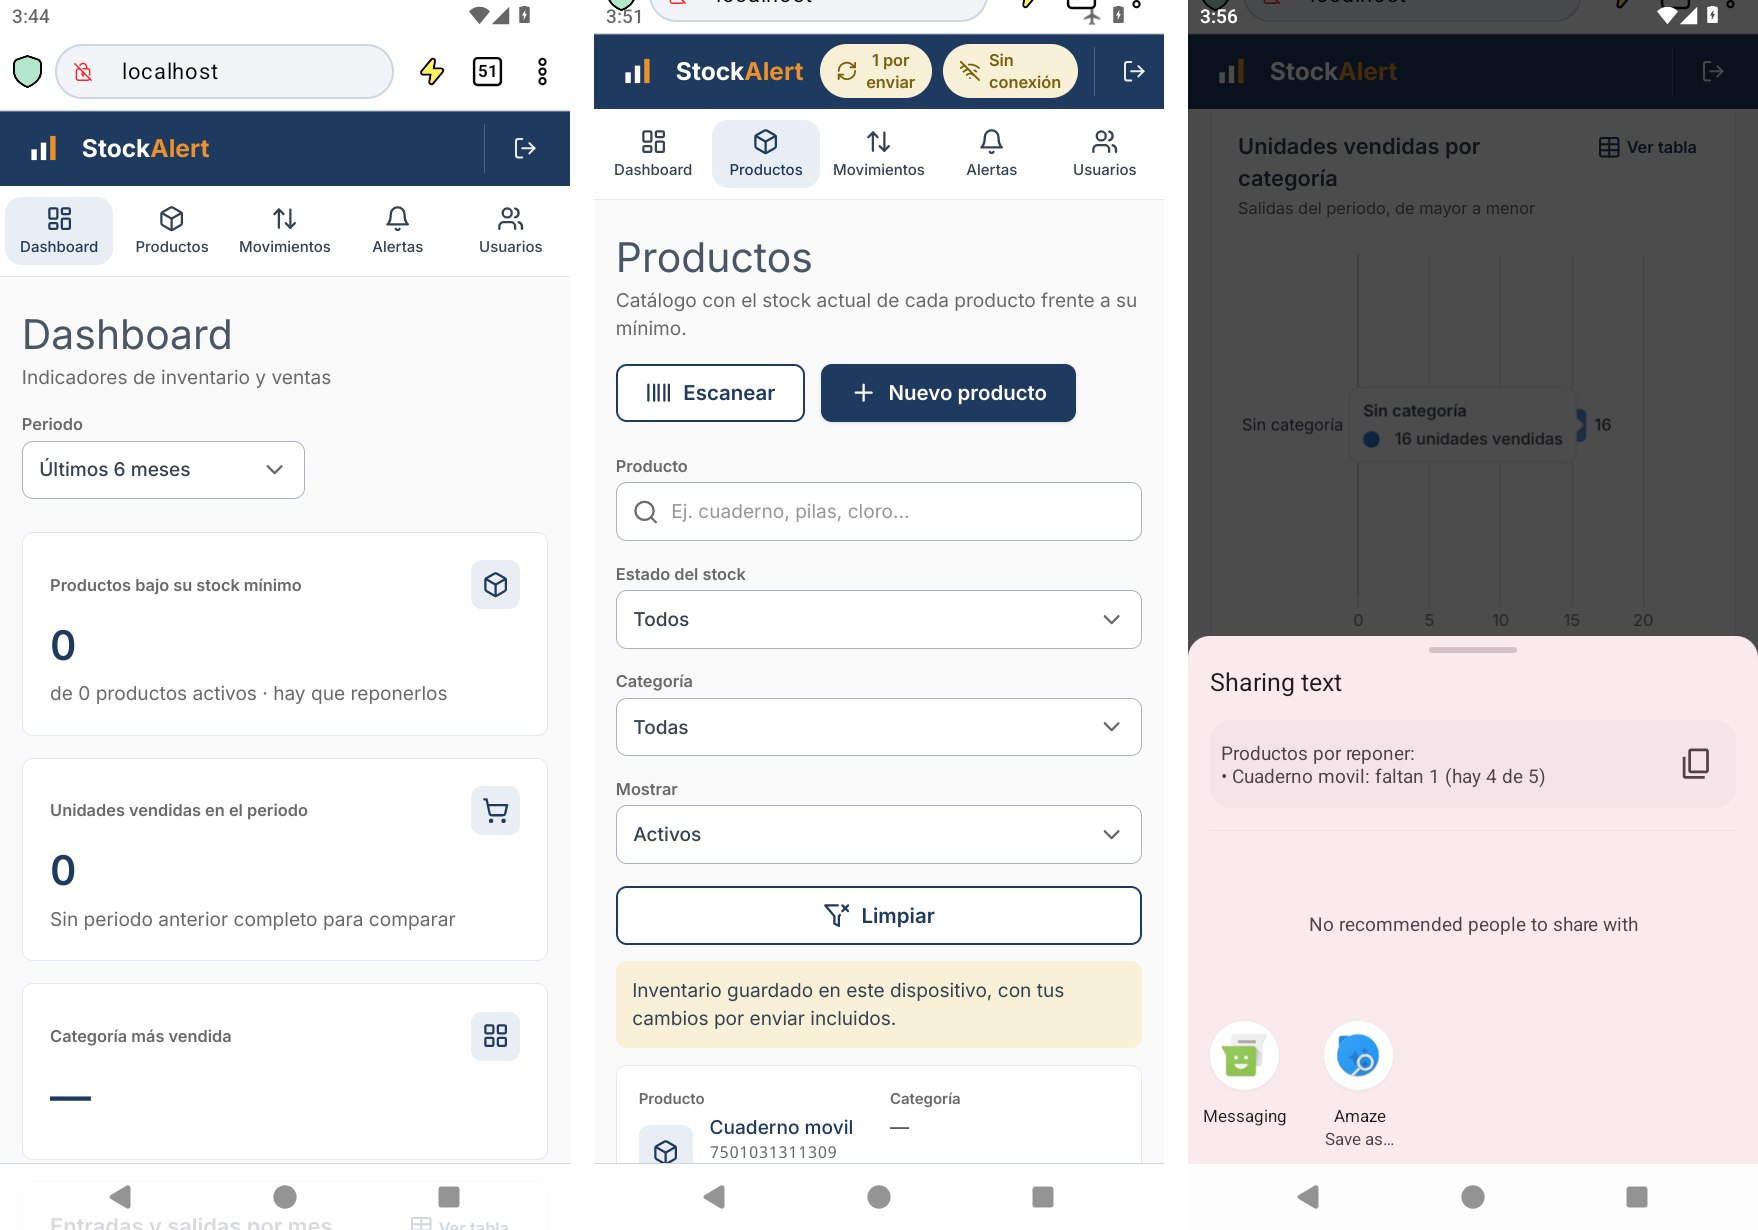 3:44
localhost
51
StockAlert
Dashboard
Productos
Movimientos
Alertas
Usuarios
Dashboard
Indicadores de inventario y ventas
Periodo
Últimos 6 meses
Productos bajo su stock mínimo
0
de 0 productos activos · hay que reponerlos
Unidades vendidas en el periodo
0
Sin periodo anterior completo para comparar
Categoría más vendida
—
Entradas y salidas por mes
Ver tabla
3:51
localhost
StockAlert
1 por
enviar
Sin
conexión
Dashboard
Productos
Movimientos
Alertas
Usuarios
Productos
Catálogo con el stock actual de cada producto frente a su
mínimo.
Escanear
Nuevo producto
Producto
Ej. cuaderno, pilas, cloro...
Estado del stock
Todos
Categoría
Todas
Mostrar
Activos
Limpiar
Inventario guardado en este dispositivo, con tus
cambios por enviar incluidos.
Producto
Categoría
Cuaderno movil
—
7501031311309
3:56
localhost
StockAlert
Unidades vendidas por
categoría
Ver tabla
Salidas del periodo, de mayor a menor
Sin categoría
Sin categoría
16 unidades vendidas
16
0 5 10 15 20
Sharing text
Productos por reponer:
• Cuaderno movil: faltan 1 (hay 4 de 5)
No recommended people to share with
Messaging
Amaze
Save as...